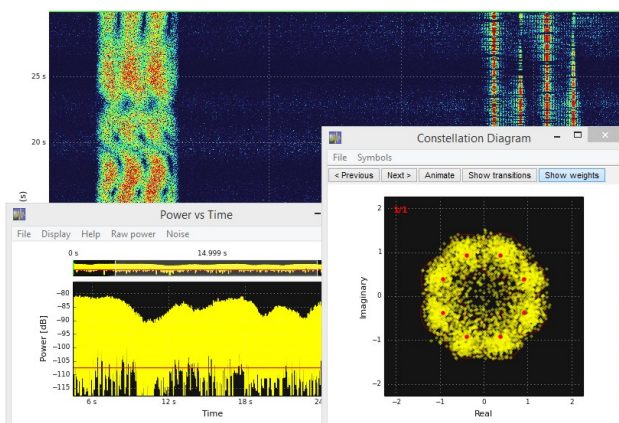 25 s
20 s
(s)
Constellation Diagram
File Symbols
< Previous Next > Animate Show transitions Show weights
1/1
2
1
0
-1
-2
Imaginary
-2 -1 0 1 2
Real
Power vs Time
File Display Help Raw power Noise
0 s 14.999 s
-80
-85
-90
-95
-100
-105
-110
-115
Power [dB]
6 s 12 s 18 s 24
Time